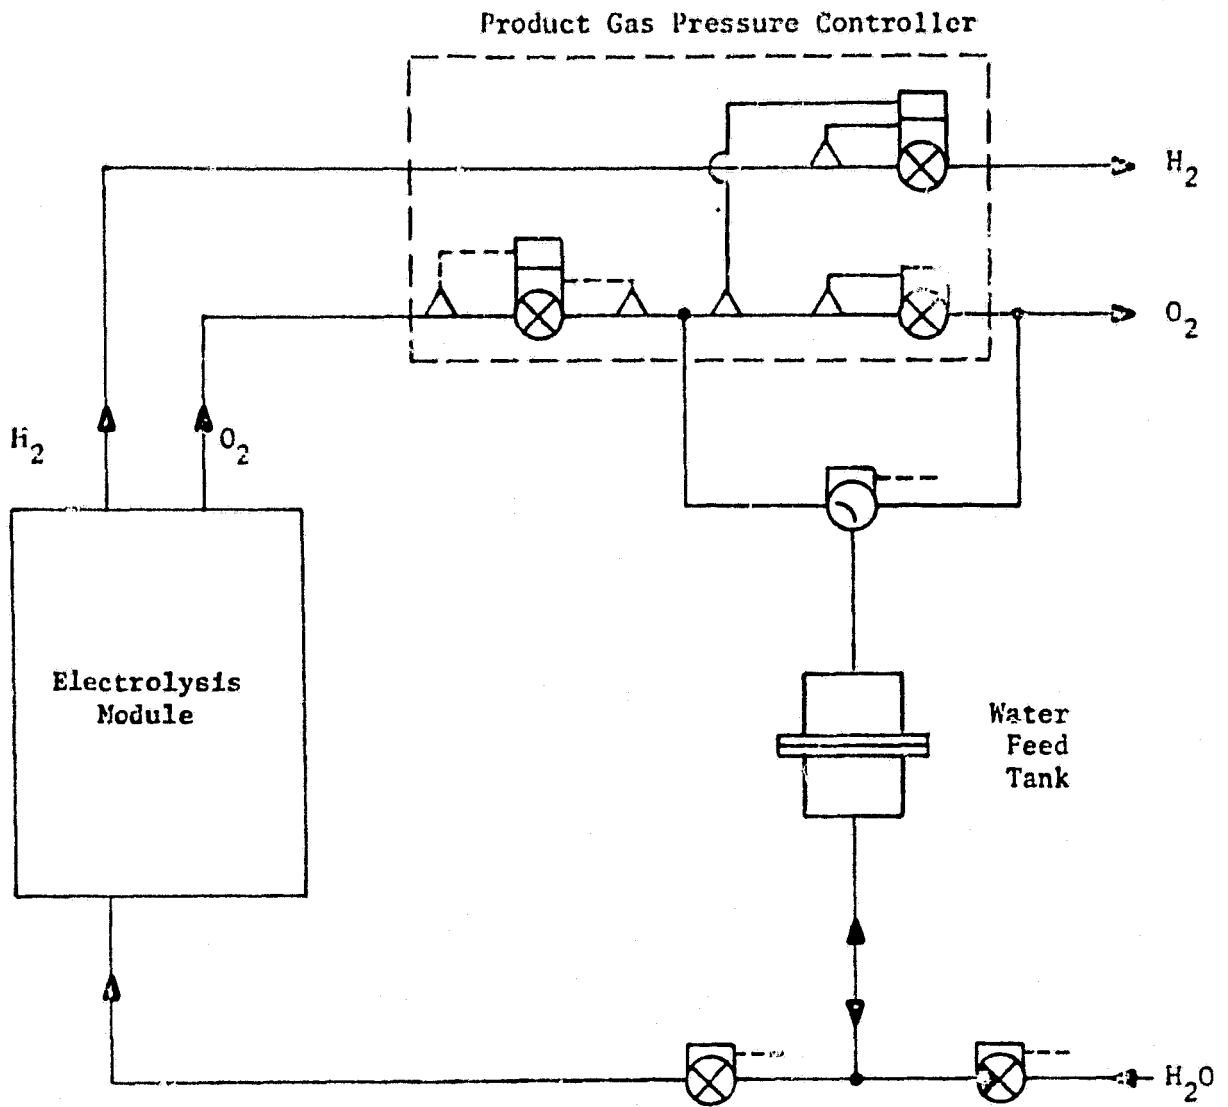 Product Gas Pressure Controller
H2
O2
H2
O2
Electrolysis
Module
Water
Feed
Tank
H2O